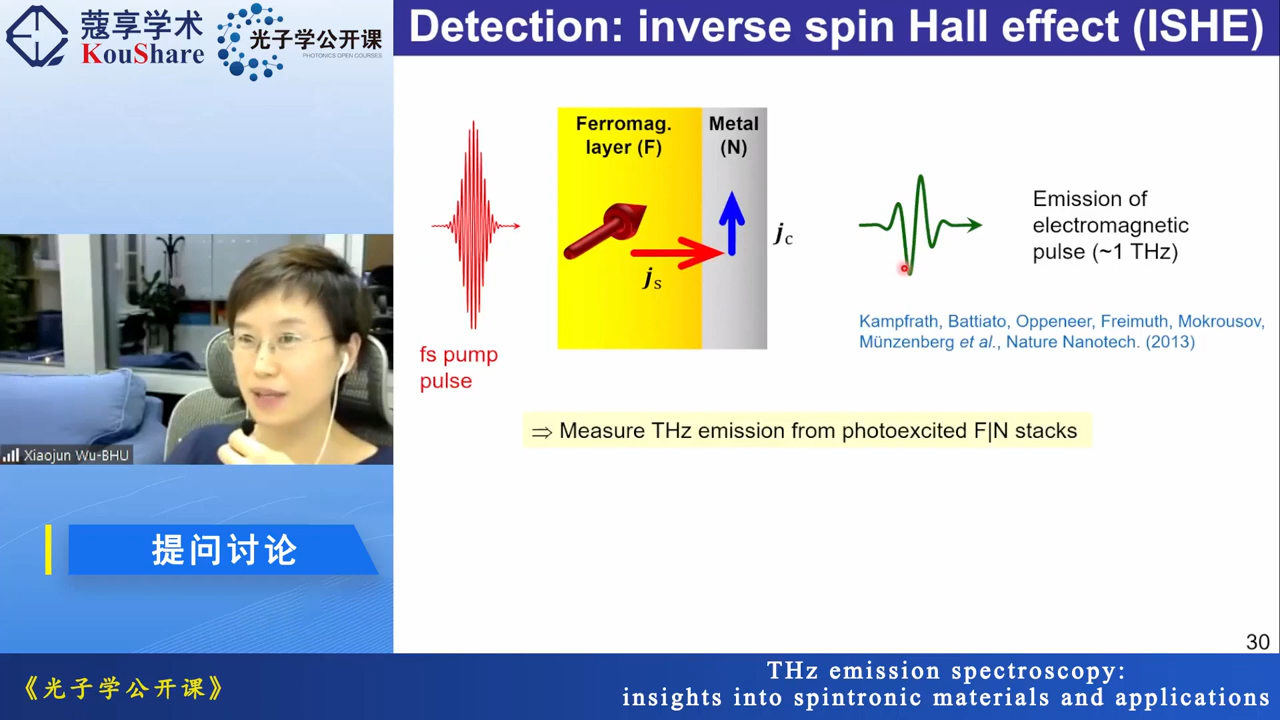 蔻享学术
KouShare
光子学公开课
PHOTONICS OPEN COURSES
Detection: inverse spin Hall effect (ISHE)
Ferromag.
layer (F)
Metal
(N)
js
jc
fs pump
pulse
Emission of
electromagnetic
pulse (~1 THz)
Kampfrath, Battiato, Oppeneer, Freimuth, Mokrousov,
Münzenberg et al., Nature Nanotech. (2013)
⇒ Measure THz emission from photoexcited F|N stacks
Xiaojun Wu-BHU
提问讨论
30
《光子学公开课》
THz emission spectroscopy:
insights into spintronic materials and applications